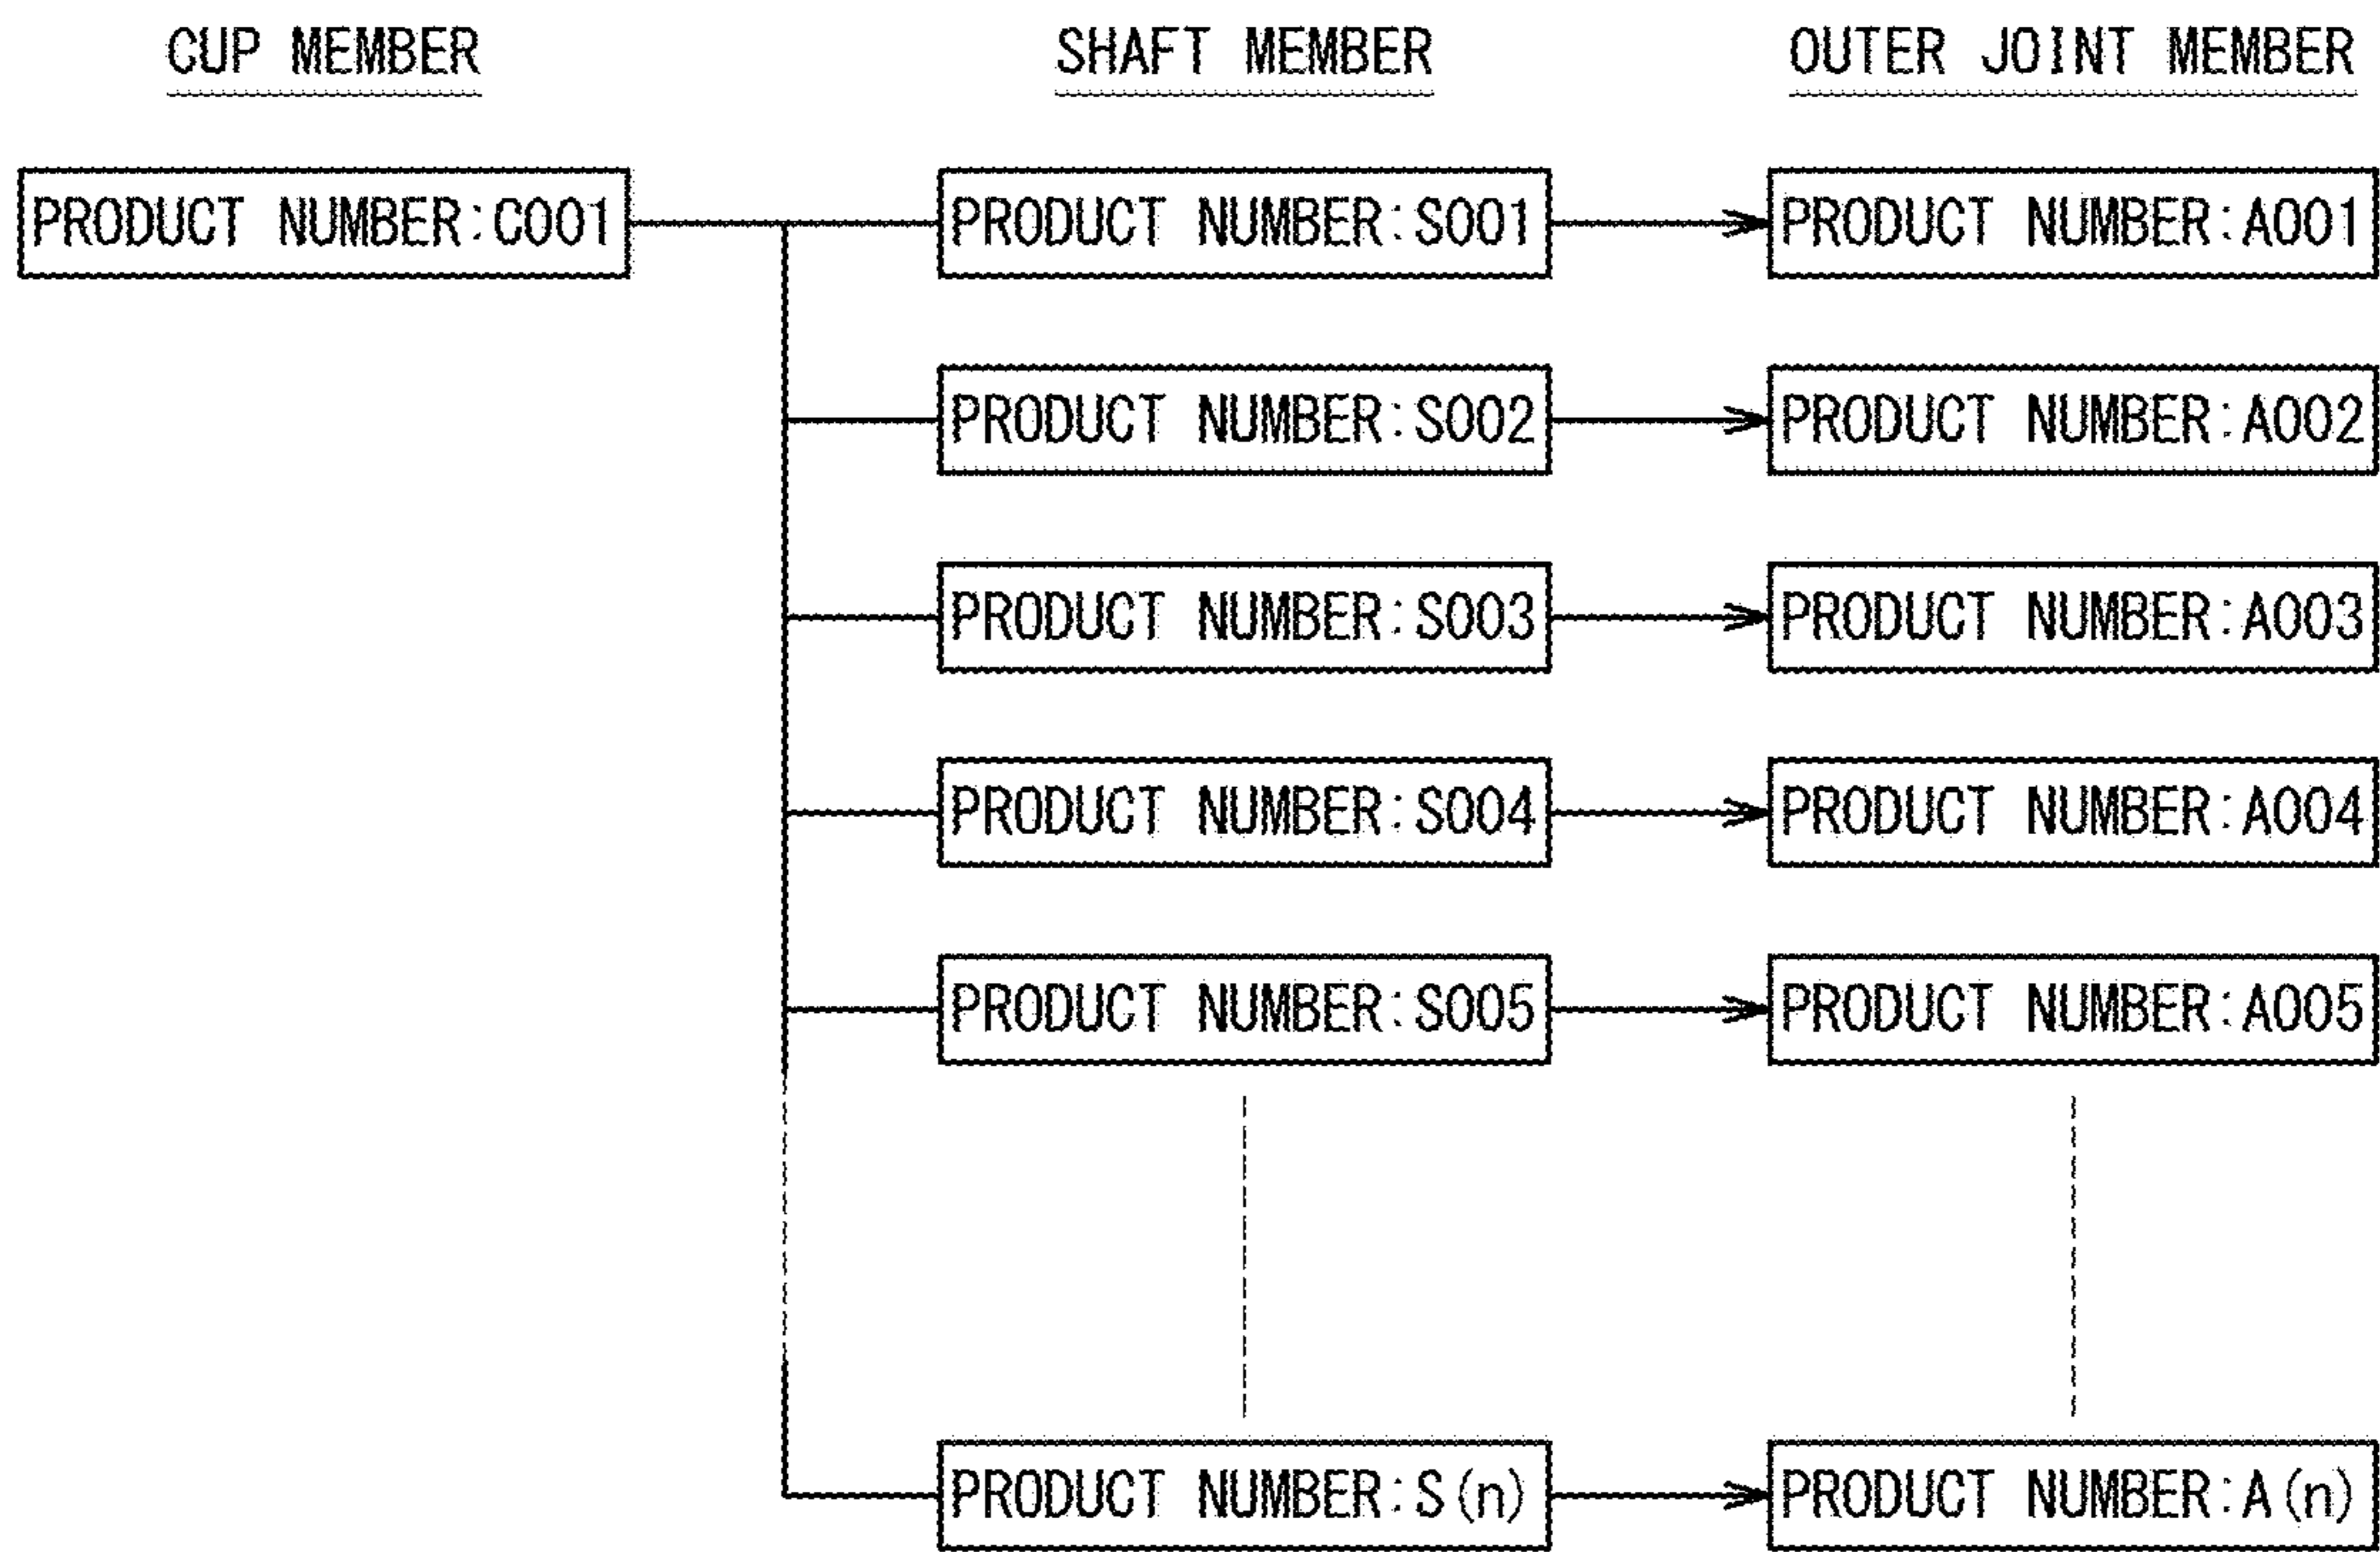 CUP MEMBER SHAFT MEMBER OUTER JOINT MEMBER
PRODUCT NUMBER:C001 PRODUCT NUMBER:S001 PRODUCT NUMBER:A001
PRODUCT NUMBER:S002 PRODUCT NUMBER:A002
PRODUCT NUMBER:S003 PRODUCT NUMBER:A003
PRODUCT NUMBER:S004 PRODUCT NUMBER:A004
PRODUCT NUMBER:S005 PRODUCT NUMBER:A005
PRODUCT NUMBER:S(n) PRODUCT NUMBER:A(n)